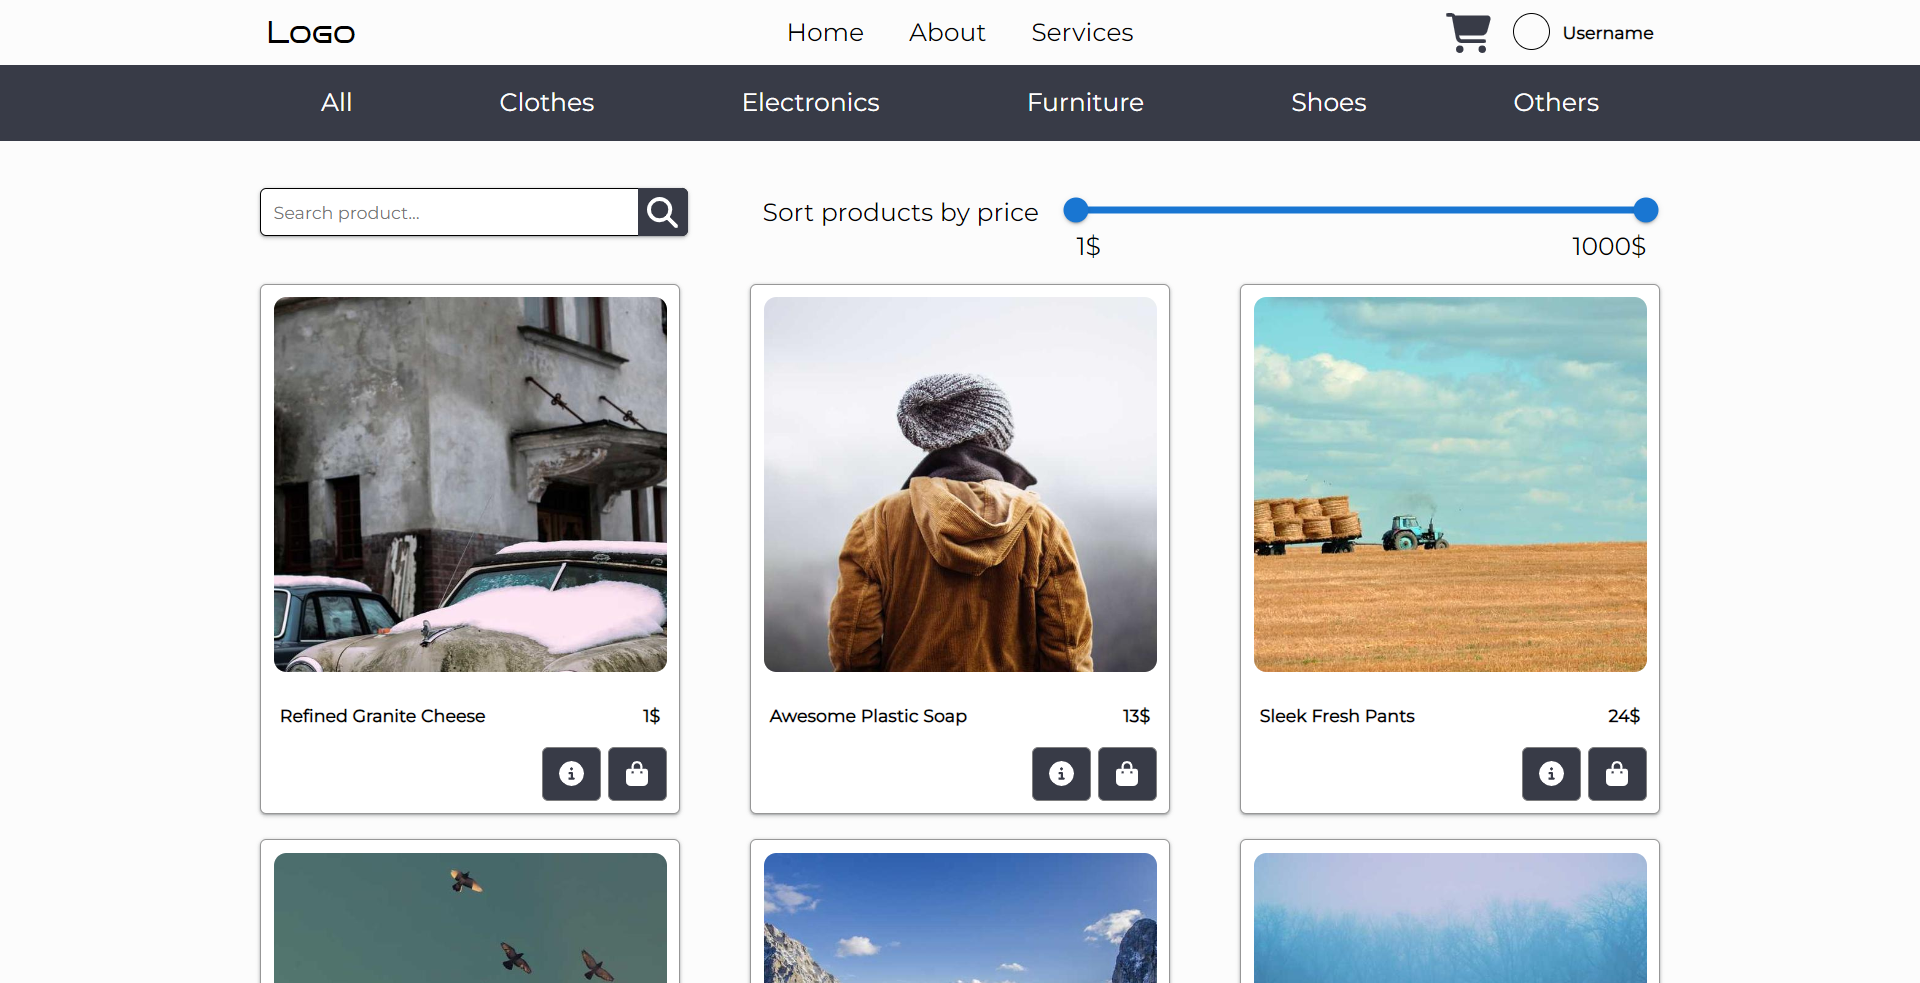 Logo
Home About Services
Username
All Clothes Electronics Furniture Shoes Others
Search product...
Sort products by price
1$ 1000$
Refined Granite Cheese 1$
Awesome Plastic Soap 13$
Sleek Fresh Pants 24$